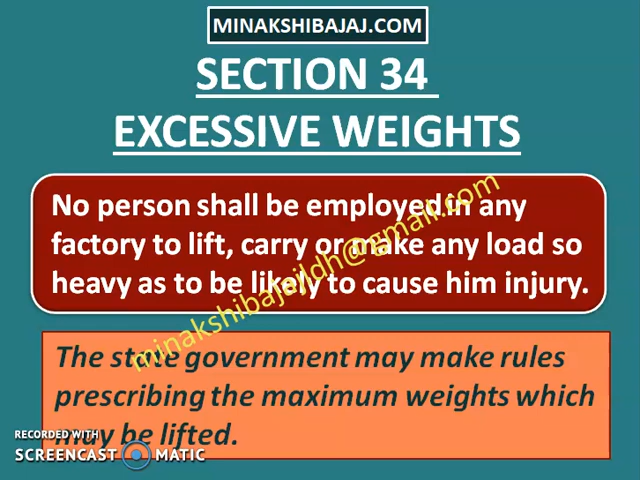 MINAKSHIBAJAJ.COM
SECTION 34
EXCESSIVE WEIGHTS
No person shall be employed in any
factory to lift, carry or make any load so
heavy as to be likely to cause him injury.
minakshibajajldh@gmail.com
The state government may make rules
prescribing the maximum weights which
may be lifted.
RECORDED WITH
SCREENCAST MATIC